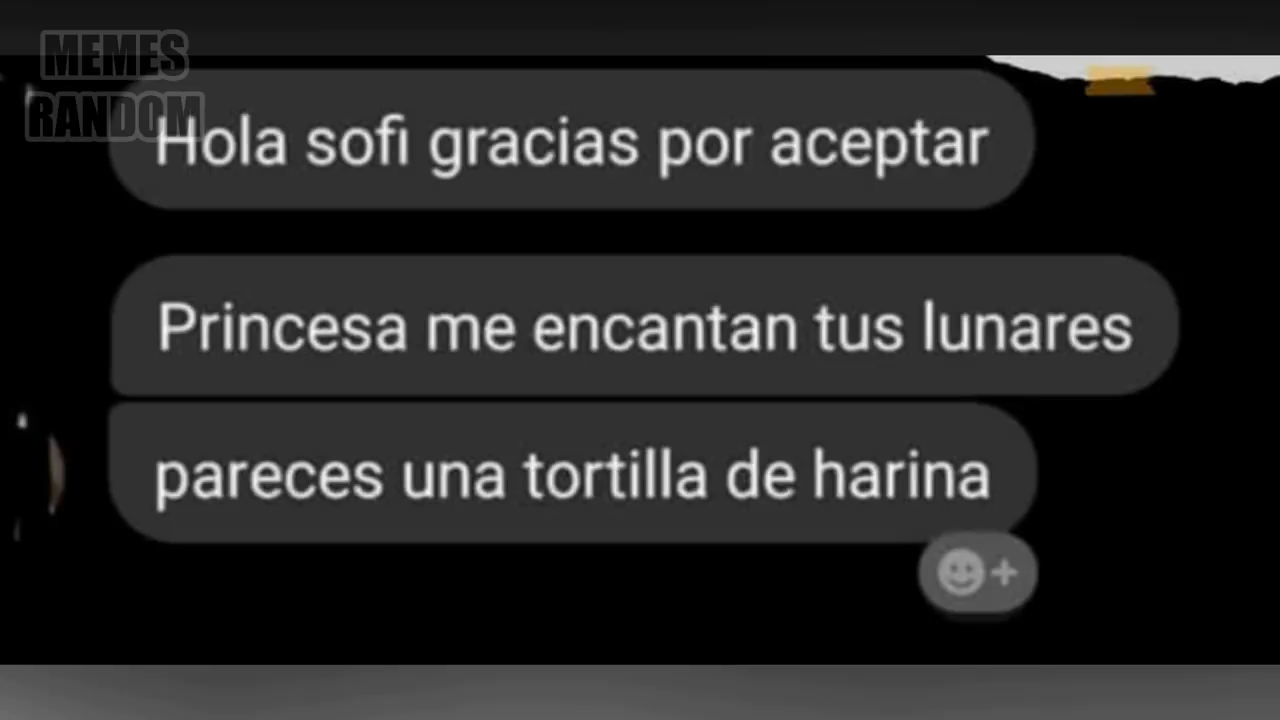 MEMES
RANDOM
Hola sofi gracias por aceptar
Princesa me encantan tus lunares
pareces una tortilla de harina